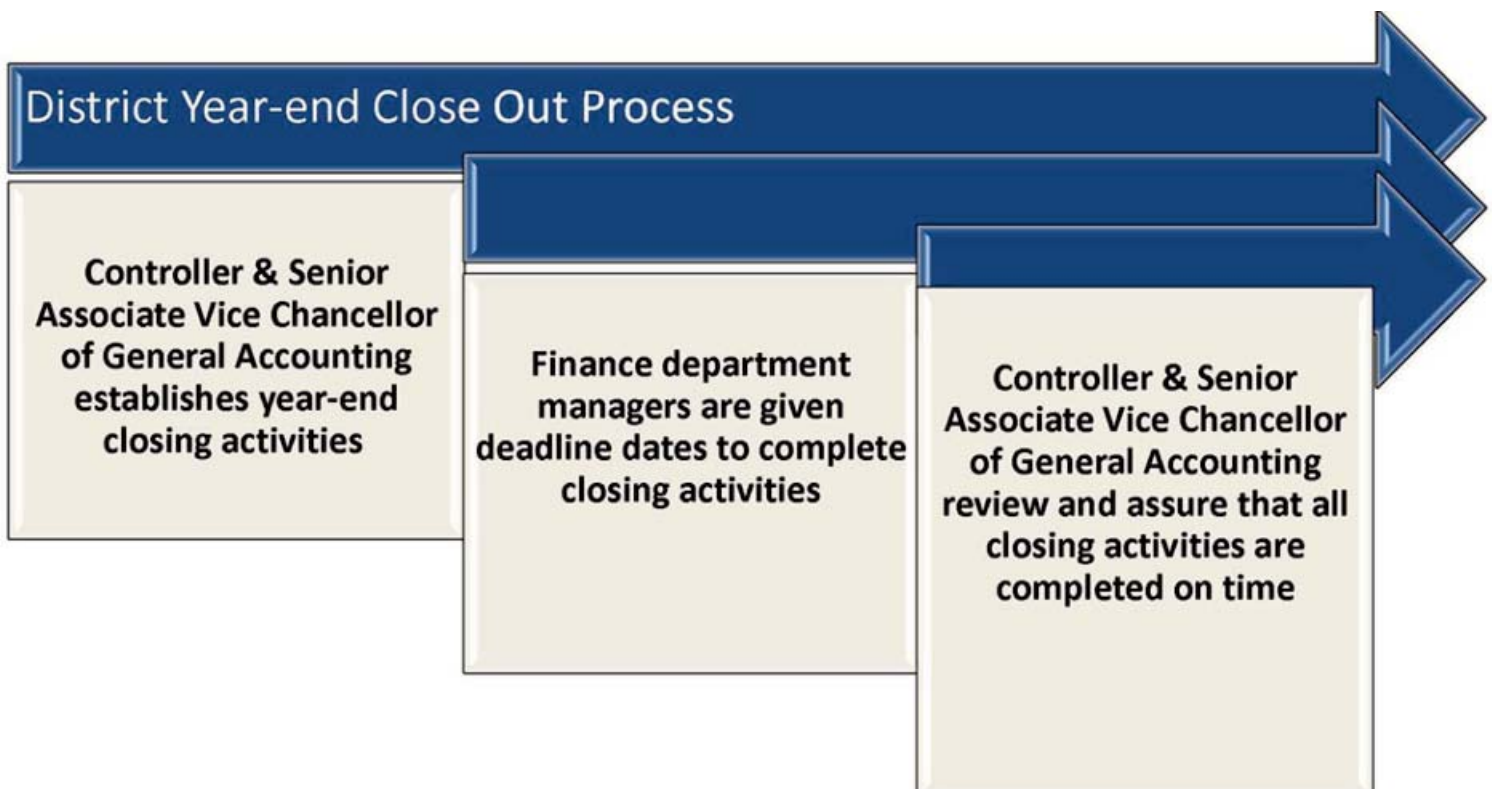 District Year-end Close Out Process
Controller & Senior
Associate Vice Chancellor
of General Accounting
establishes year-end
closing activities
Finance department
managers are given
deadline dates to complete
closing activities
Controller & Senior
Associate Vice Chancellor
of General Accounting
review and assure that all
closing activities are
completed on time